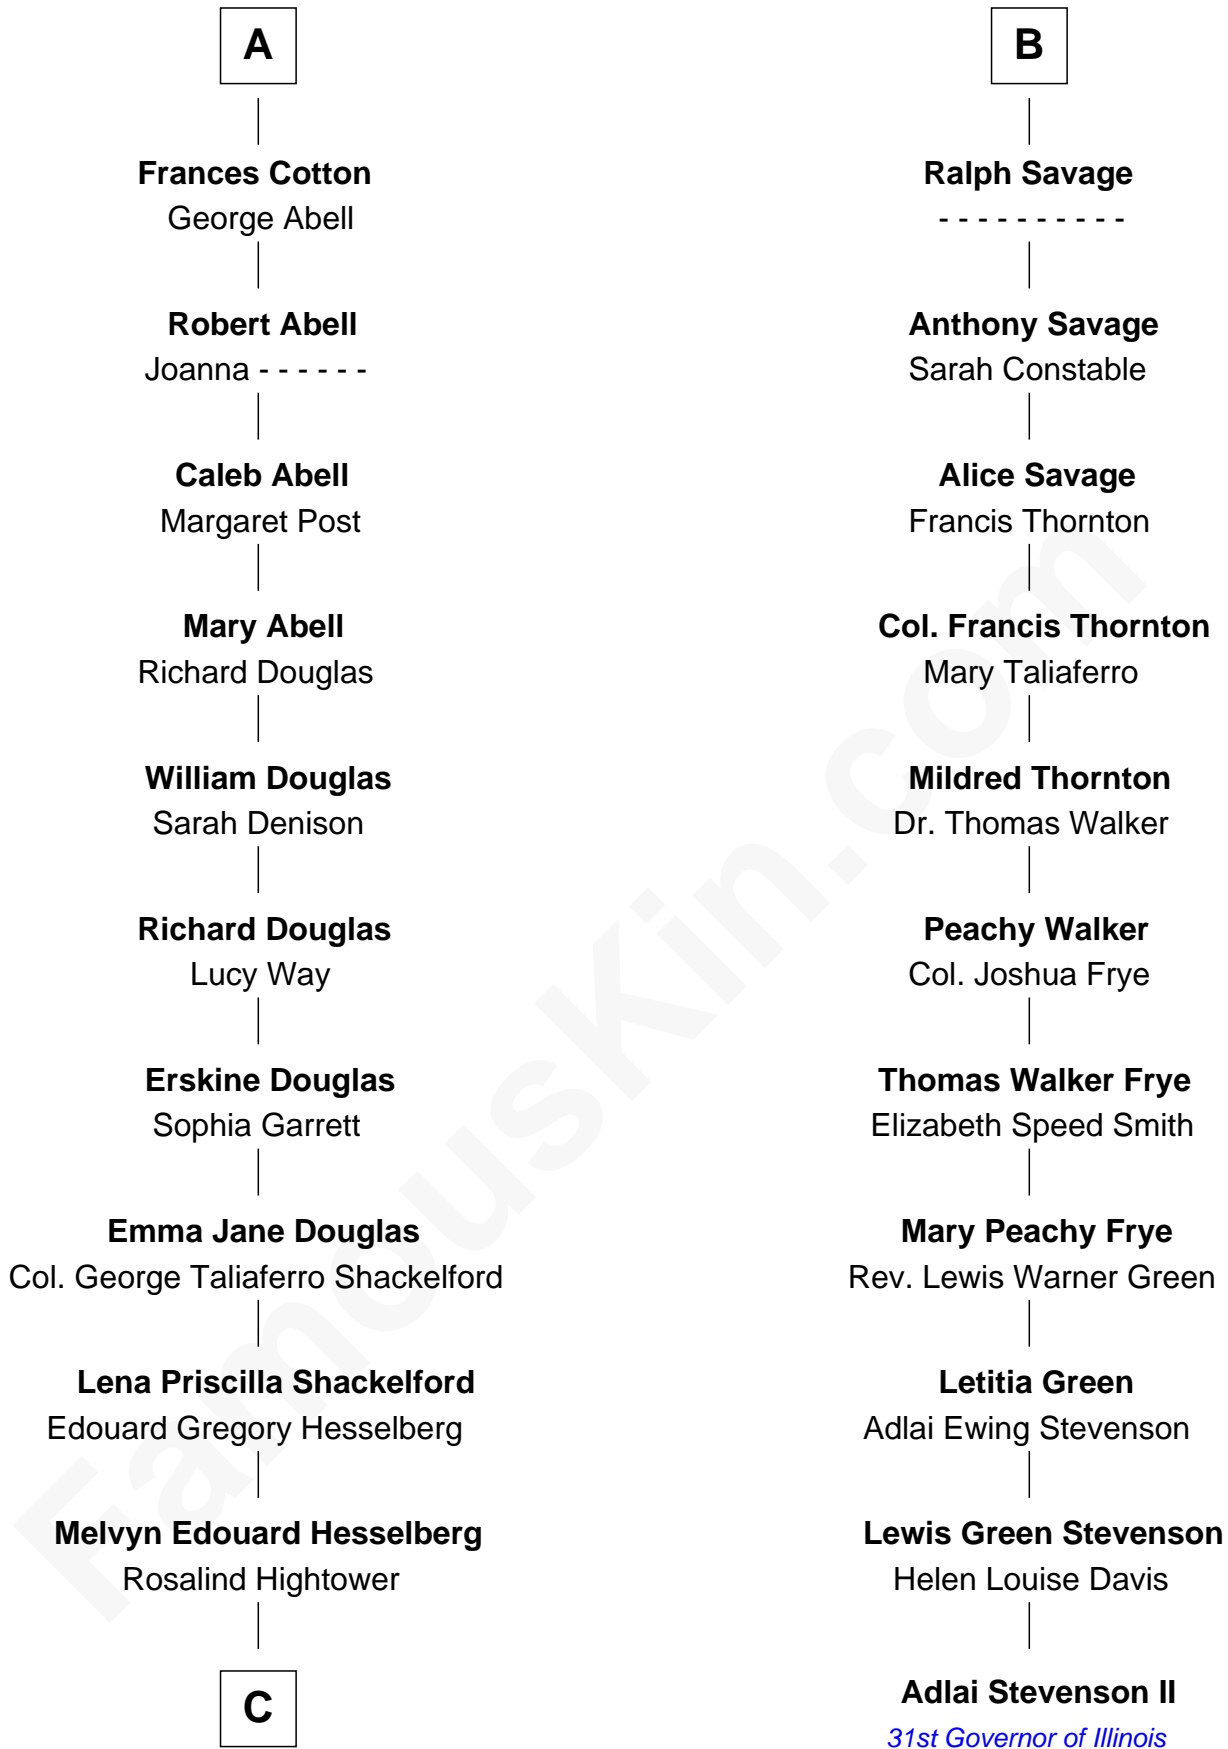 A
Frances Cotton
George Abell
Robert Abell
Joanna - - - - - -
Caleb Abell
Margaret Post
Mary Abell
Richard Douglas
William Douglas
Sarah Denison
Richard Douglas
Lucy Way
Erskine Douglas
Sophia Garrett
Emma Jane Douglas
Col. George Taliaferro Shackelford
Lena Priscilla Shackelford
Edouard Gregory Hesselberg
Melvyn Edouard Hesselberg
Rosalind Hightower
C
B
Ralph Savage
- - - - - - - - - -
Anthony Savage
Sarah Constable
Alice Savage
Francis Thornton
Col. Francis Thornton
Mary Taliaferro
Mildred Thornton
Dr. Thomas Walker
Peachy Walker
Col. Joshua Frye
Thomas Walker Frye
Elizabeth Speed Smith
Mary Peachy Frye
Rev. Lewis Warner Green
Letitia Green
Adlai Ewing Stevenson
Lewis Green Stevenson
Helen Louise Davis
Adlai Stevenson II
31st Governor of Illinois
FamousKin.com